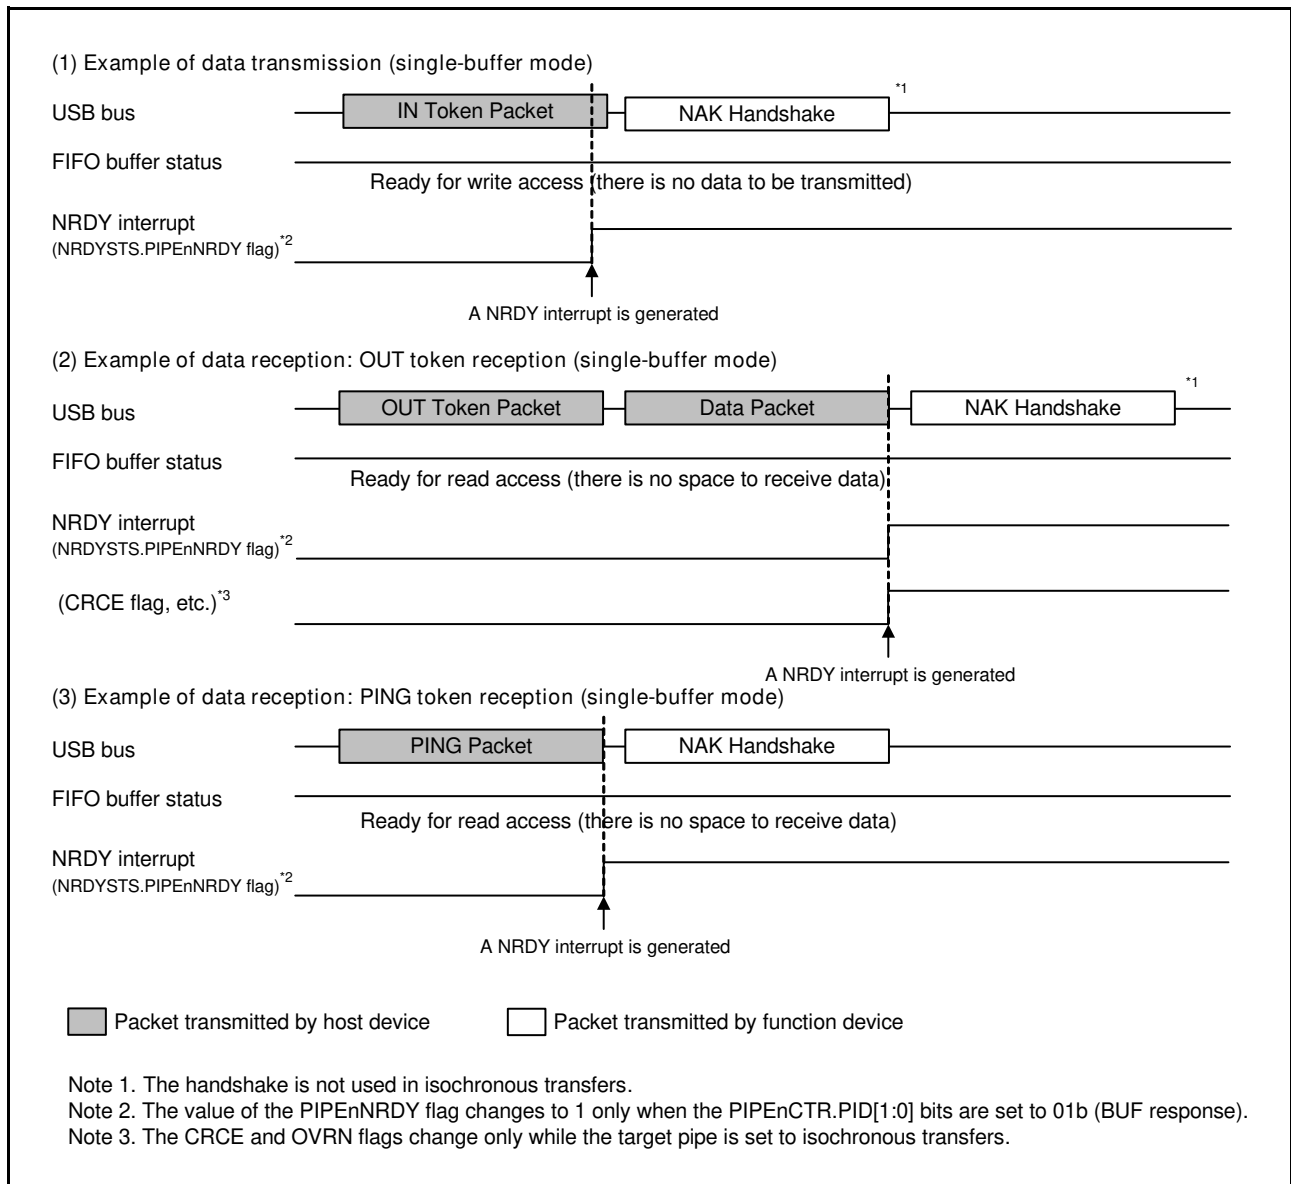 (1) Example of data transmission (single-buffer mode)
USB bus
IN Token Packet
NAK Handshake
*1
FIFO buffer status
Ready for write access (there is no data to be transmitted)
NRDY interrupt
(NRDYSTS.PIPEnNRDY flag)*2
A NRDY interrupt is generated
(2) Example of data reception: OUT token reception (single-buffer mode)
USB bus
OUT Token Packet
Data Packet
NAK Handshake
*1
FIFO buffer status
Ready for read access (there is no space to receive data)
NRDY interrupt
(NRDYSTS.PIPEnNRDY flag)*2
(CRCE flag, etc.)*3
A NRDY interrupt is generated
(3) Example of data reception: PING token reception (single-buffer mode)
USB bus
PING Packet
NAK Handshake
FIFO buffer status
Ready for read access (there is no space to receive data)
NRDY interrupt
(NRDYSTS.PIPEnNRDY flag)*2
A NRDY interrupt is generated
Packet transmitted by host device
Packet transmitted by function device
Note 1. The handshake is not used in isochronous transfers.
Note 2. The value of the PIPEnNRDY flag changes to 1 only when the PIPEnCTR.PID[1:0] bits are set to 01b (BUF response).
Note 3. The CRCE and OVRN flags change only while the target pipe is set to isochronous transfers.